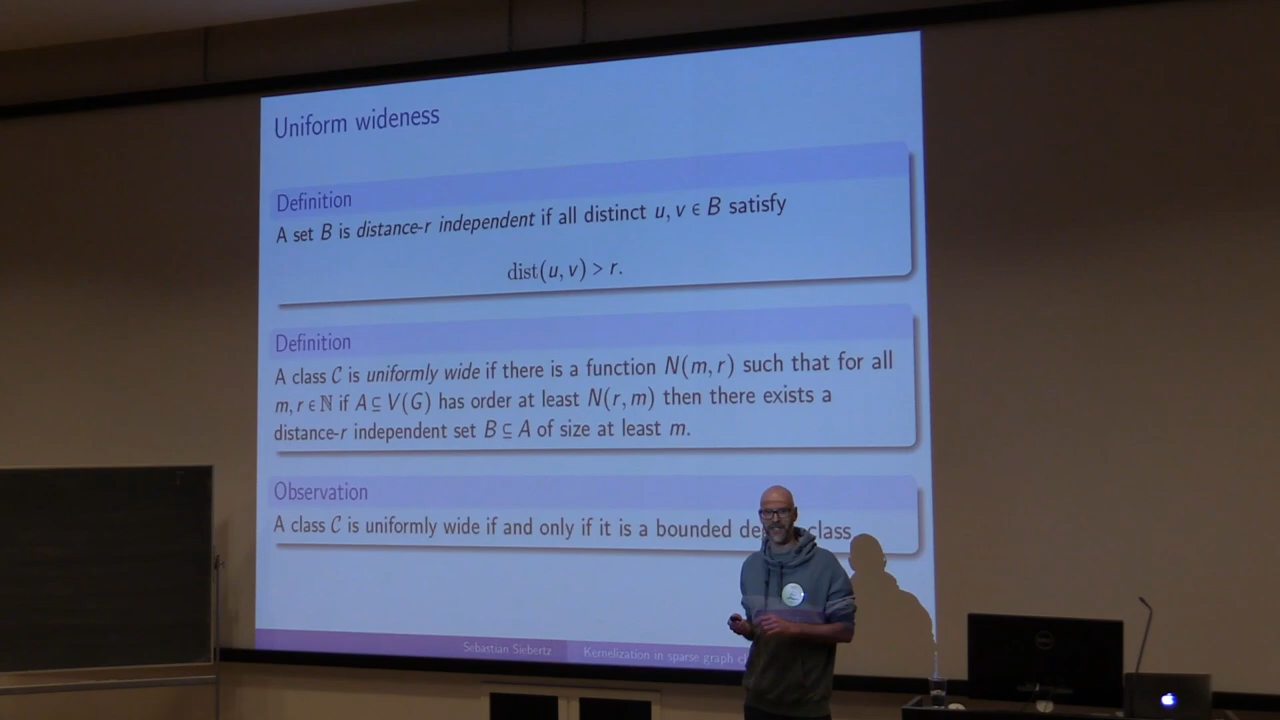 Uniform wideness
Definition
A set B is distance-r independent if all distinct u, v ∈ B satisfy
dist(u, v) > r.
Definition
A class C is uniformly wide if there is a function N(m, r) such that for all
m, r ∈ ℕ if A ⊆ V(G) has order at least N(r, m) then there exists a
distance-r independent set B ⊆ A of size at least m.
Observation
A class C is uniformly wide if and only if it is a bounded class
Sebastian Siebertz
Kernelization in sparse graph
DELL